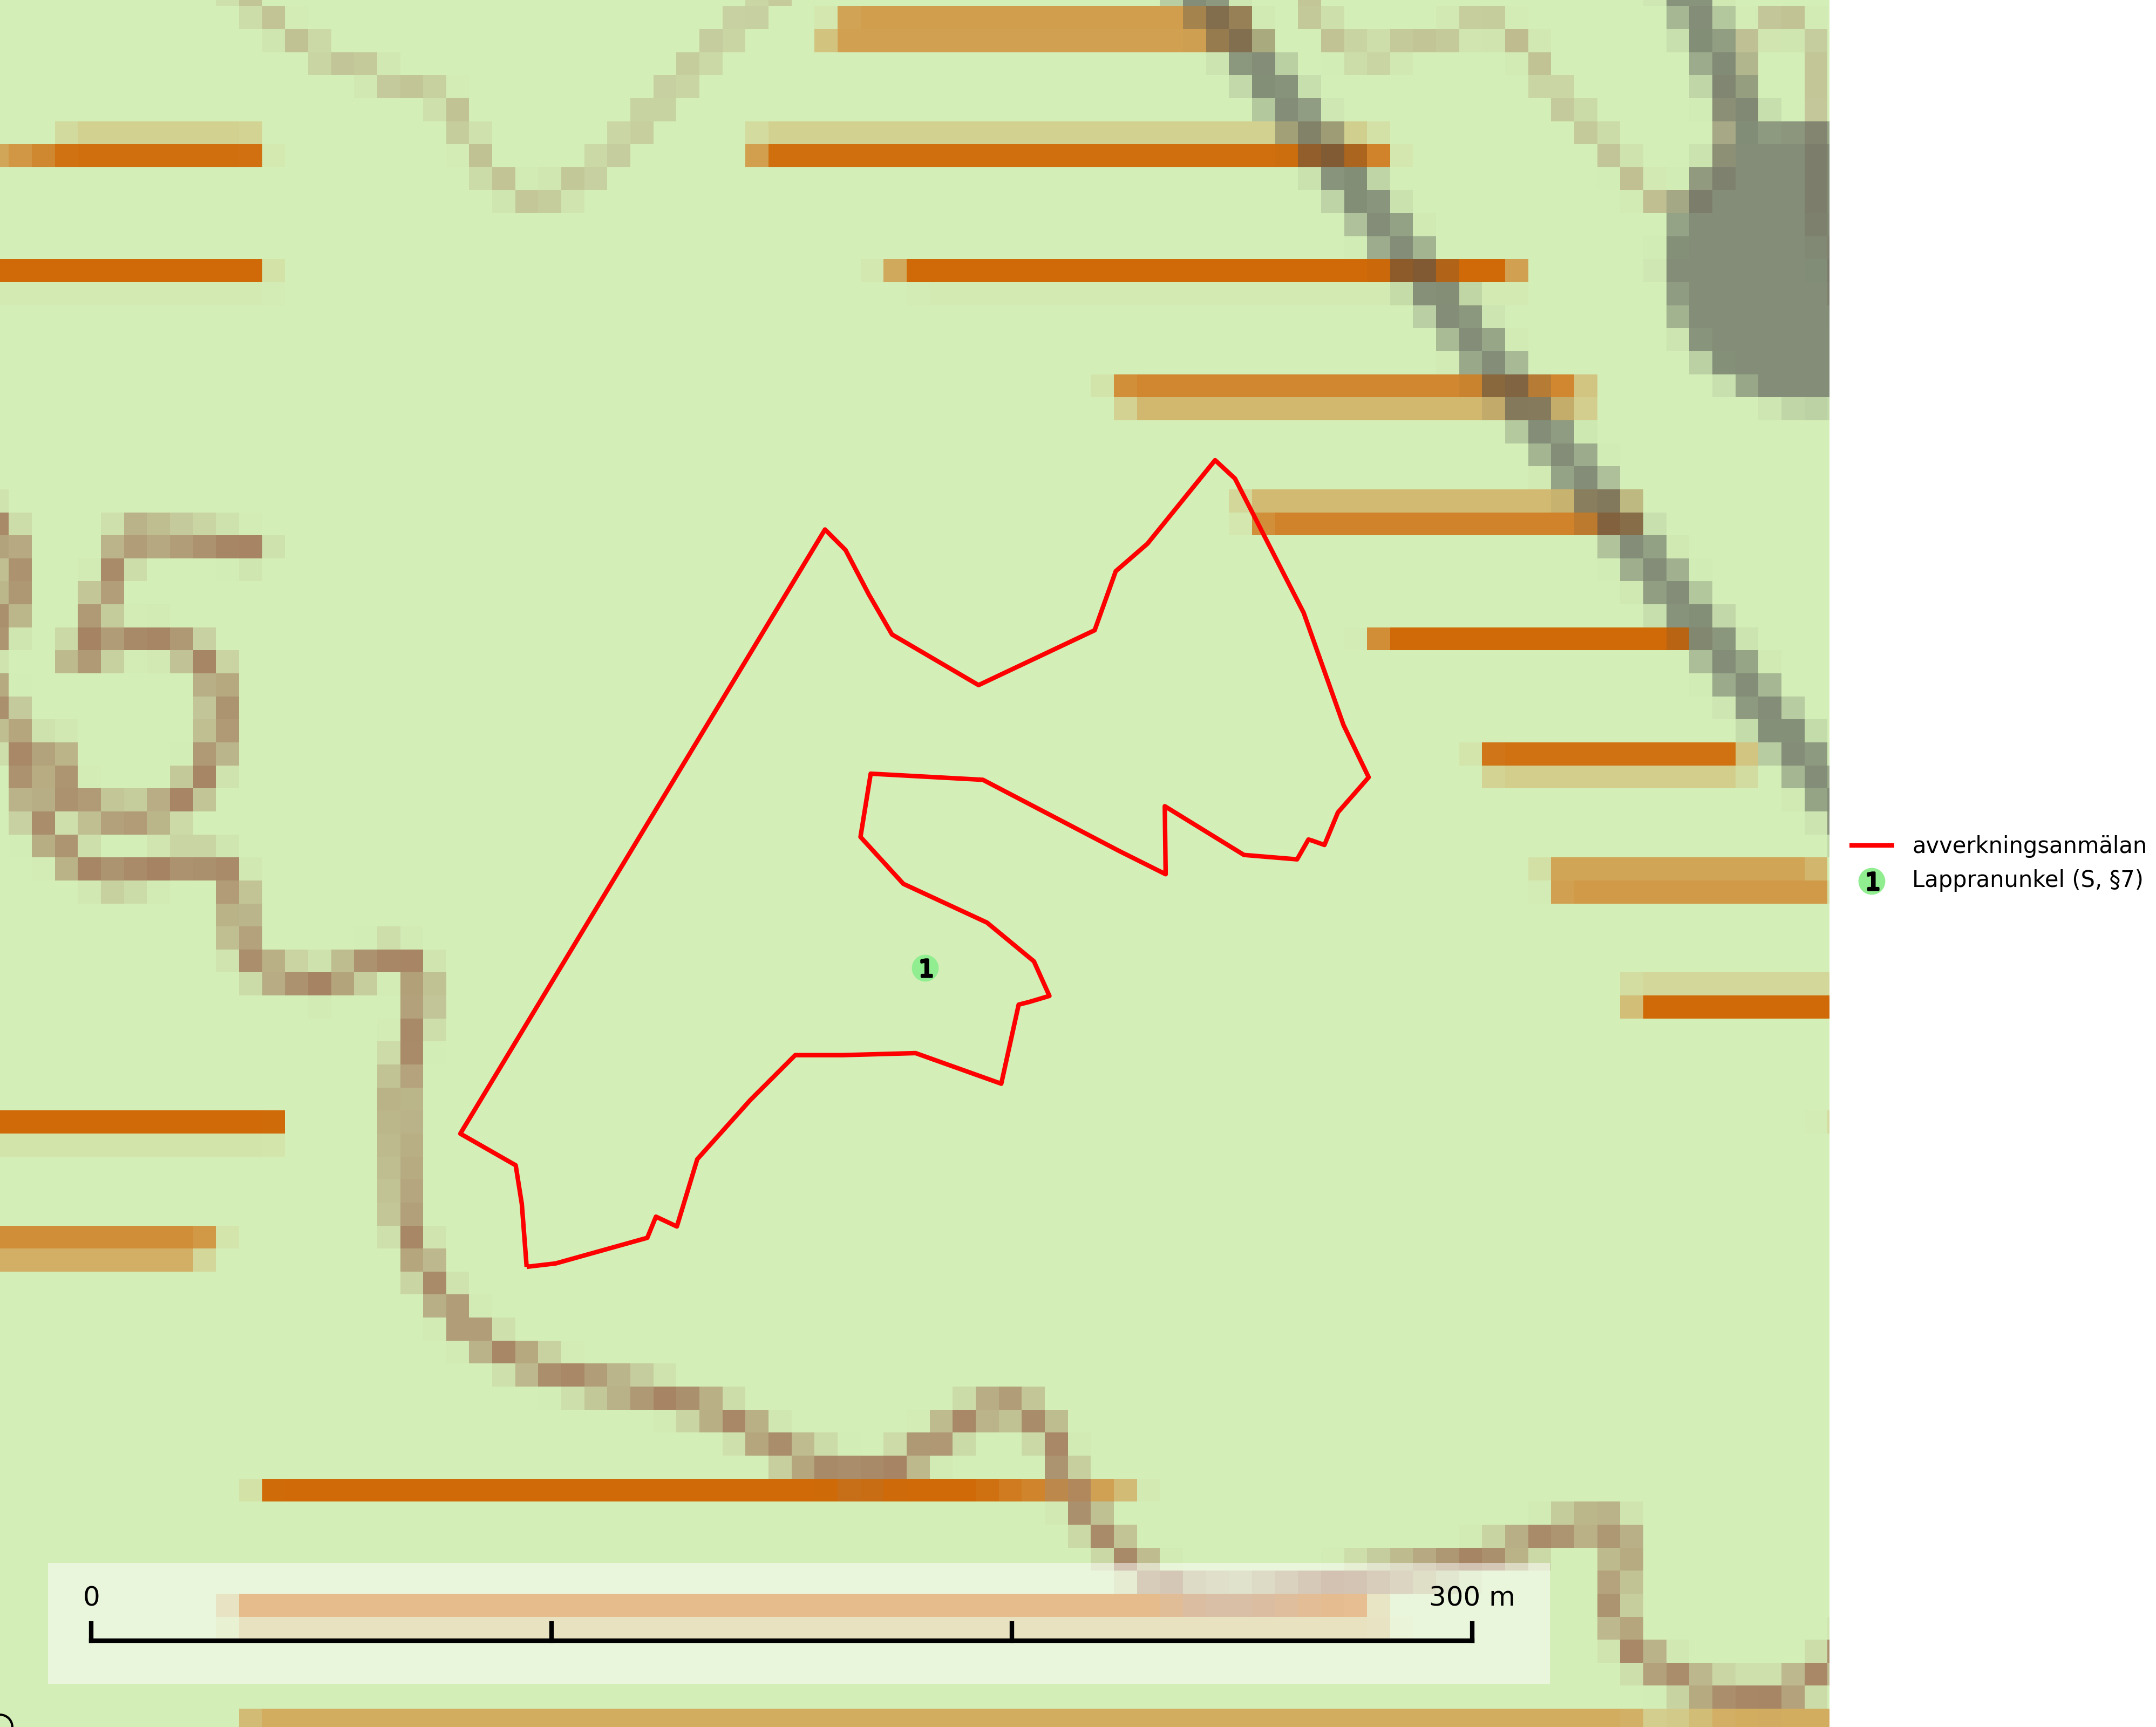 1
avverkningsanmälan
1 Lappranunkel (S, §7)
0 300 m